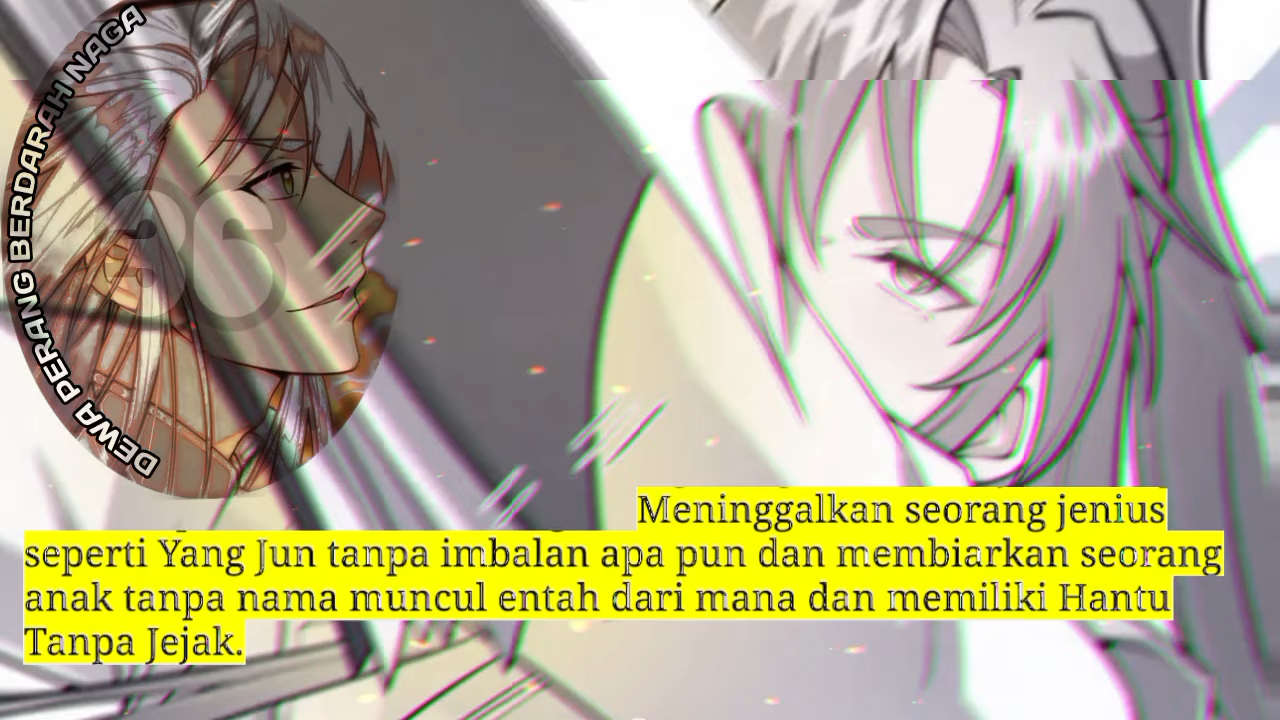 DEWA PERANG BERDARAH NAGA
36
Meninggalkan seorang jenius
seperti Yang Jun tanpa imbalan apa pun dan membiarkan seorang
anak tanpa nama muncul entah dari mana dan memiliki Hantu
Tanpa Jejak.